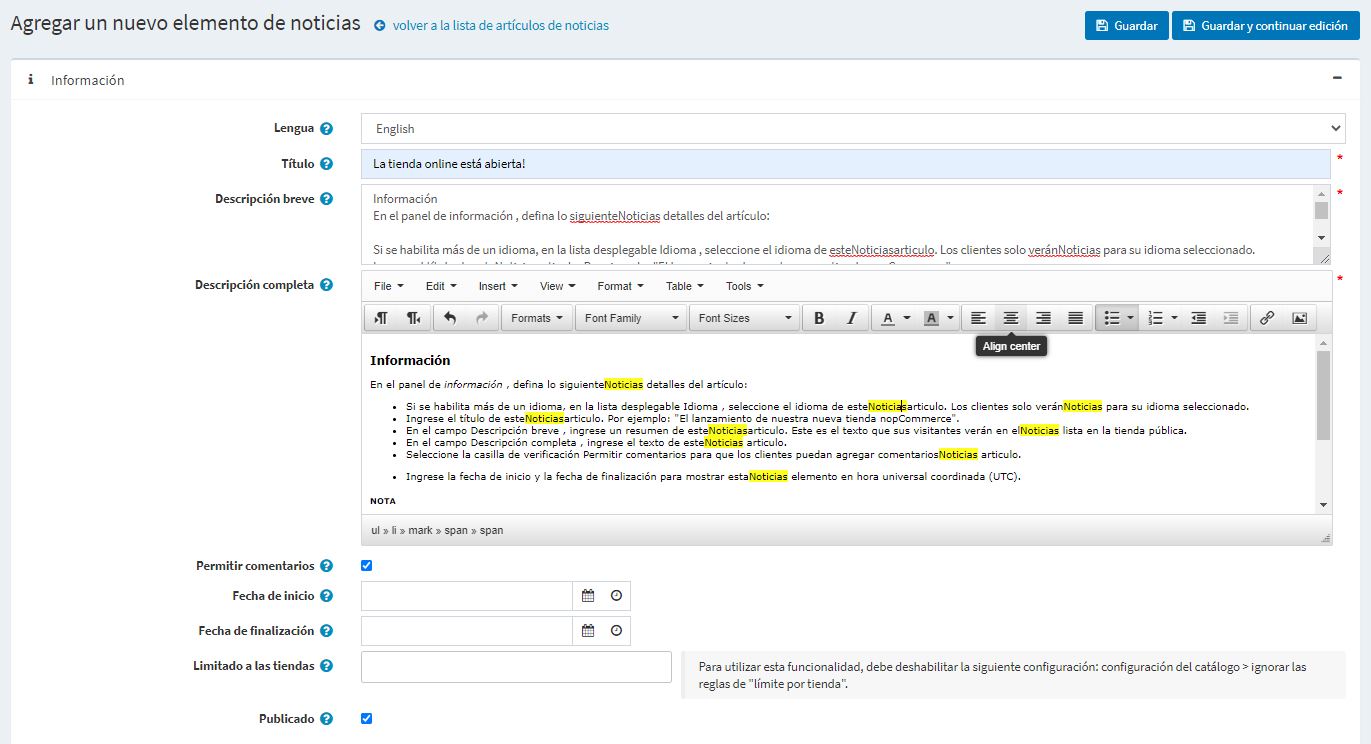 Agregar un nuevo elemento de noticias volver a la lista de artículos de noticias Guardar Guardar y continuar edición
Información
Lengua English
Título La tienda online está abierta! *
Descripción breve Información *
En el panel de información , defina lo siguienteNoticias detalles del artículo:
Si se habilita más de un idioma, en la lista desplegable Idioma , seleccione el idioma de esteNoticiasarticulo. Los clientes solo veránNoticias para su idioma seleccionado.
Descripción completa File Edit Insert View Format Table Tools *
Formats Font Family Font Sizes B I A A
Align center
Información
En el panel de información , defina lo siguienteNoticias detalles del artículo:
• Si se habilita más de un idioma, en la lista desplegable Idioma , seleccione el idioma de esteNoticiasarticulo. Los clientes solo veránNoticias para su idioma seleccionado.
• Ingrese el título de esteNoticiasarticulo. Por ejemplo: "El lanzamiento de nuestra nueva tienda nopCommerce".
• En el campo Descripción breve , ingrese un resumen de esteNoticiasarticulo. Este es el texto que sus visitantes verán en elNoticias lista en la tienda pública.
• En el campo Descripción completa , ingrese el texto de esteNoticias articulo.
• Seleccione la casilla de verificación Permitir comentarios para que los clientes puedan agregar comentariosNoticias articulo.
• Ingrese la fecha de inicio y la fecha de finalización para mostrar estaNoticias elemento en hora universal coordinada (UTC).
NOTA
ul » li » mark » span » span
Permitir comentarios
Fecha de inicio
Fecha de finalización
Limitado a las tiendas Para utilizar esta funcionalidad, debe deshabilitar la siguiente configuración: configuración del catálogo > ignorar las
reglas de "límite por tienda".
Publicado